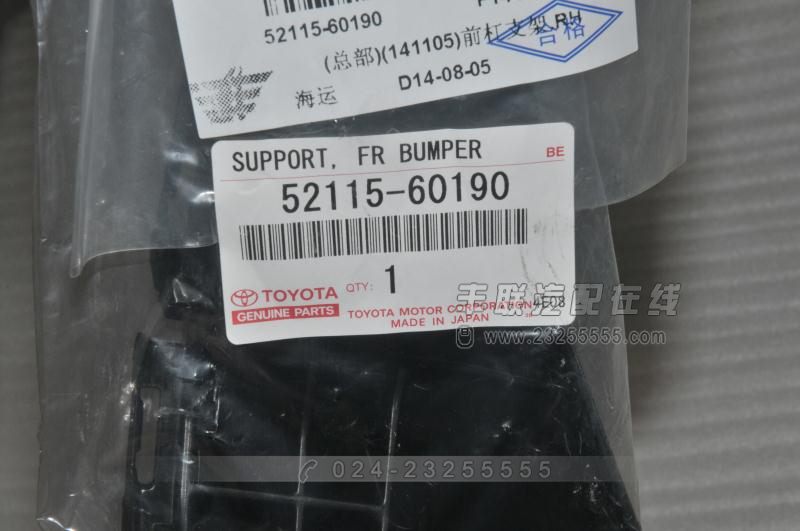 52115-60190
(总部)(141105)前杠支架,RH
合格
海运
D14-08-05
SUPPORT, FR BUMPER
BE
52115-60190
TOYOTA
GENUINE PARTS
QTY:
1
TOYOTA MOTOR CORPORATION
4E08
MADE IN JAPAN
丰联汽配在线
www.23255555.com
024-23255555